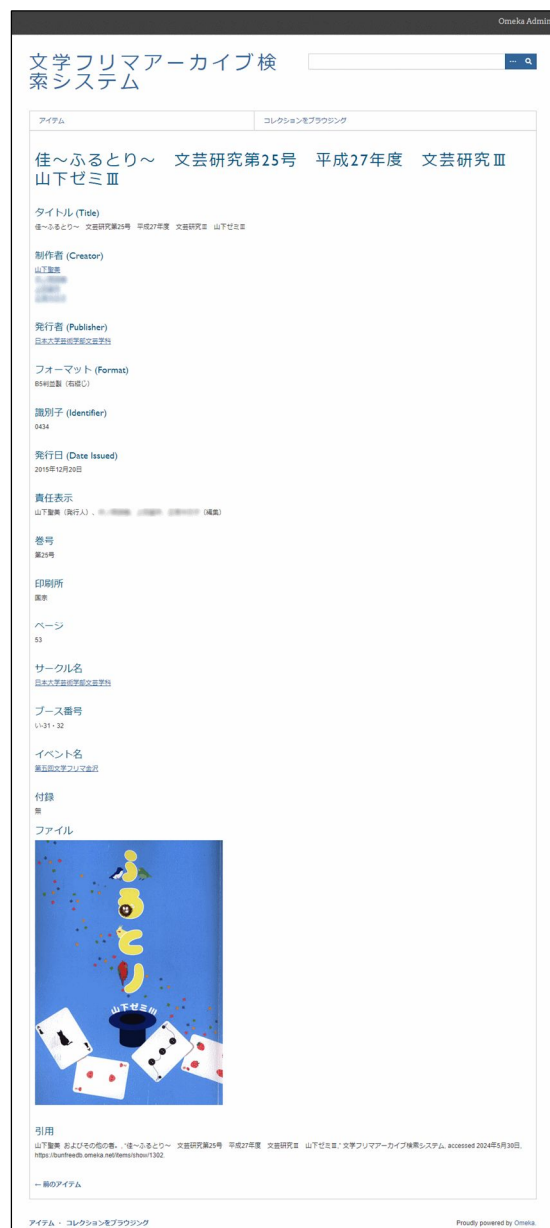 Omeka Admin
文学フリマアーカイブ検
索システム
アイテム
コレクションをブラウジング
佳～ふるとり～　文芸研究第25号　平成27年度　文芸研究Ⅲ
山下ゼミⅢ
タイトル (Title)
佳～ふるとり～　文芸研究第25号　平成27年度　文芸研究Ⅲ　山下ゼミⅢ
制作者 (Creator)
山下聖美
発行者 (Publisher)
日本大学芸術学部文芸学科
フォーマット (Format)
B5判並製（右綴じ）
識別子 (Identifier)
0434
発行日 (Date Issued)
2015年12月20日
責任表示
山下聖美（発行人）、（編集）
巻号
第25号
印刷所
国宗
ページ
53
サークル名
日本大学芸術学部文芸学科
ブース番号
い-31・32
イベント名
第五回文学フリマ金沢
付録
無
ファイル
ふるとり
山下ゼミⅢ
引用
山下聖美 およびその他の者。, “佳～ふるとり～　文芸研究第25号　平成27年度　文芸研究Ⅲ　山下ゼミⅢ,” 文学フリマアーカイブ検索システム, accessed 2024年5月30日,
https://bunfreedb.omeka.net/items/show/1302.
← 前のアイテム
アイテム ・ コレクションをブラウジング
Proudly powered by Omeka.